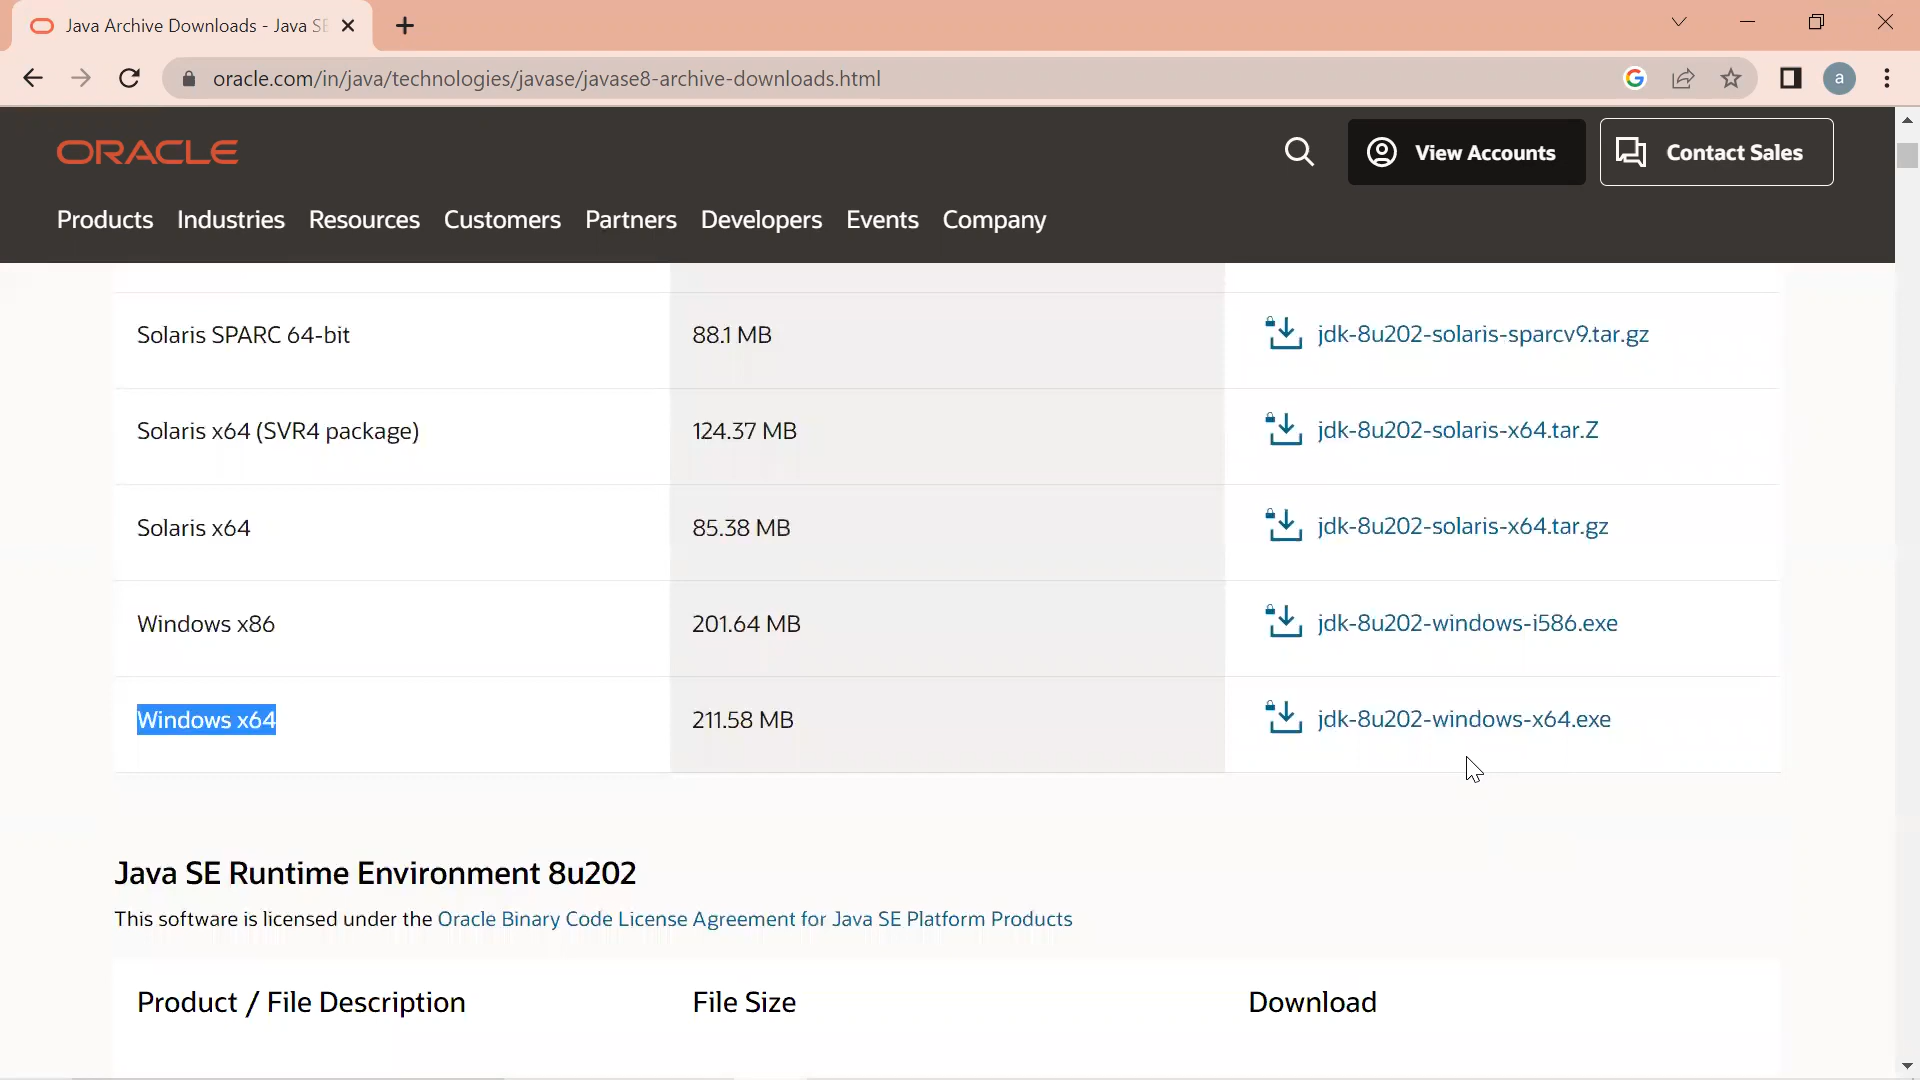 Java Archive Downloads - Java SE
oracle.com/in/java/technologies/javase/javase8-archive-downloads.html
a
ORACLE
View Accounts
Contact Sales
Products Industries Resources Customers Partners Developers Events Company
Solaris SPARC 64-bit 88.1 MB jdk-8u202-solaris-sparcv9.tar.gz
Solaris x64 (SVR4 package) 124.37 MB jdk-8u202-solaris-x64.tar.Z
Solaris x64 85.38 MB jdk-8u202-solaris-x64.tar.gz
Windows x86 201.64 MB jdk-8u202-windows-i586.exe
Windows x64 211.58 MB jdk-8u202-windows-x64.exe
Java SE Runtime Environment 8u202
This software is licensed under the Oracle Binary Code License Agreement for Java SE Platform Products
Product / File Description File Size Download